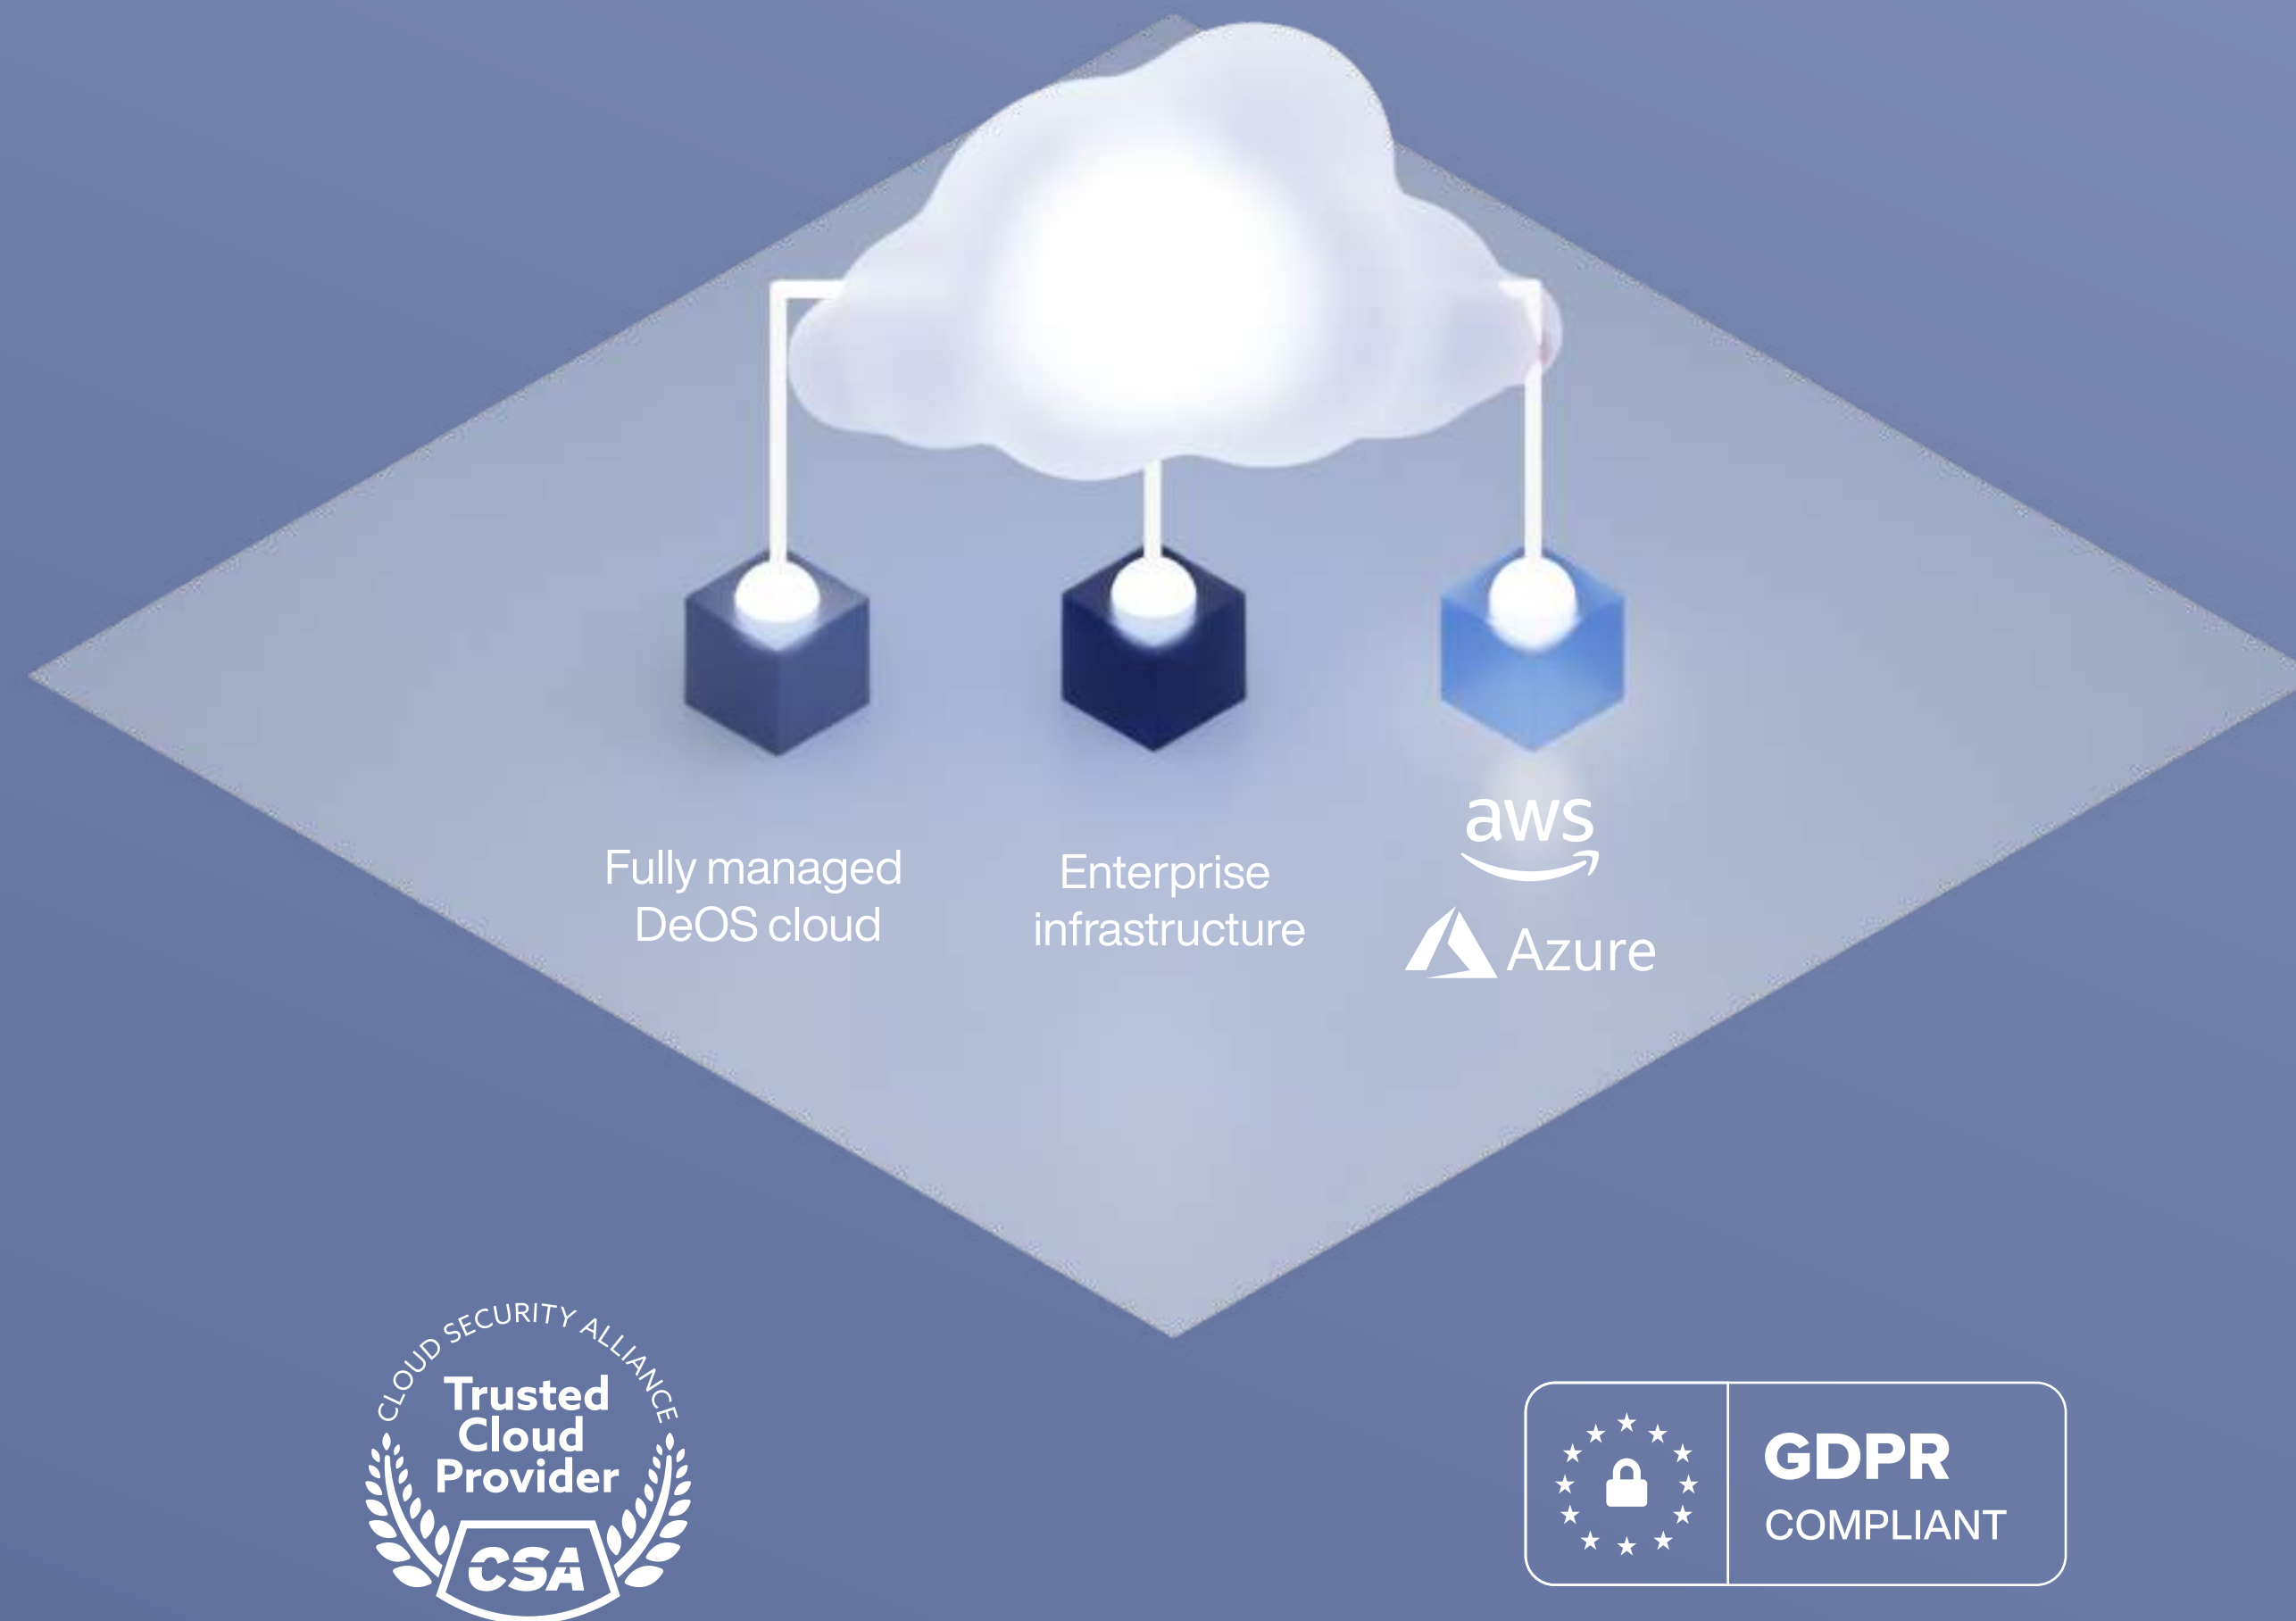 Fully managed
DeOS cloud
Enterprise
infrastructure
aws
Azure
CLOUD SECURITY ALLIANCE
Trusted
Cloud
Provider
CSA
GDPR
COMPLIANT